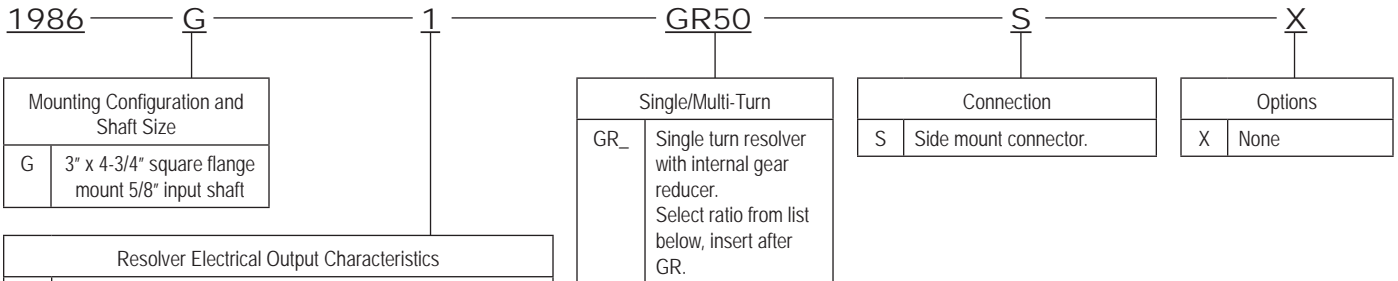 1986 G 1 GR50 S X
Mounting Configuration and
Shaft Size
G 3" x 4-3/4" square flange
mount 5/8" input shaft
Resolver Electrical Output Characteristics
Single/Multi-Turn
GR_ Single turn resolver
with internal gear
reducer.
Select ratio from list
below, insert after
GR.
Connection
S Side mount connector.
Options
X None